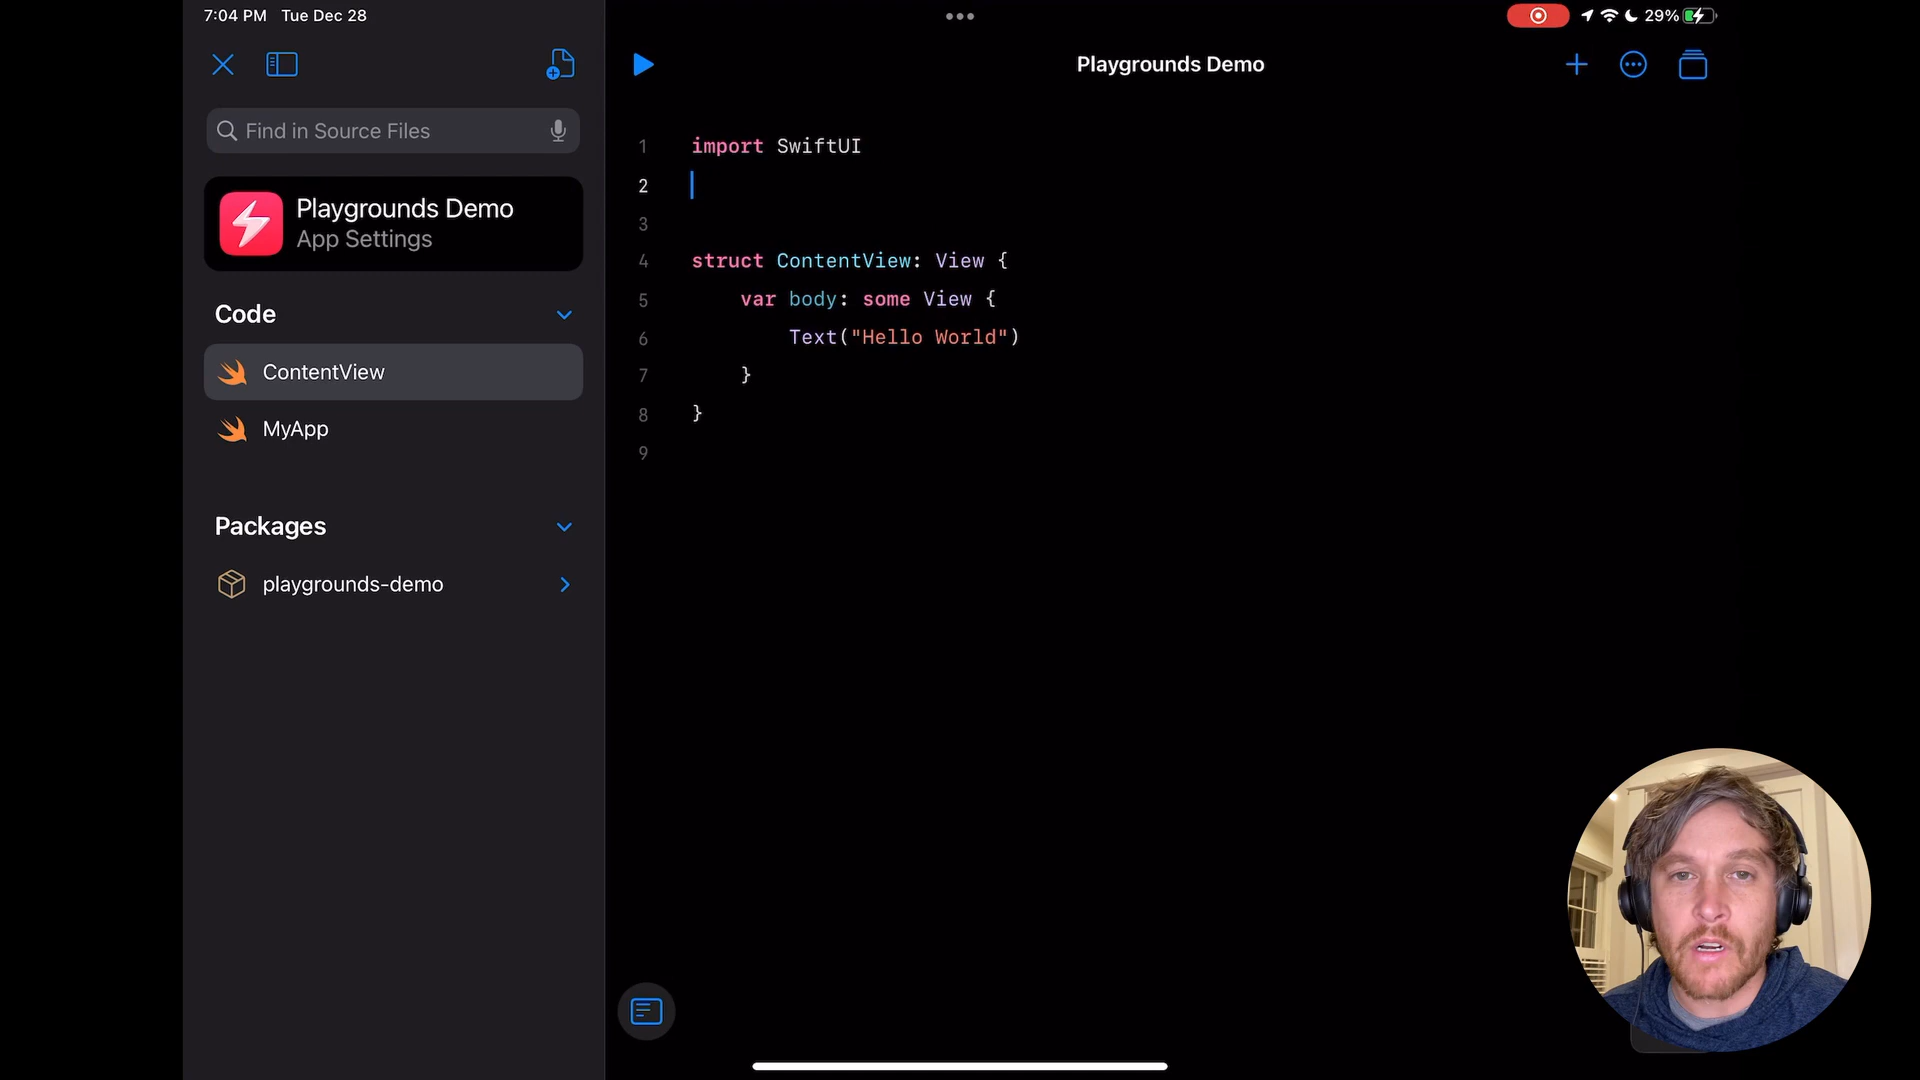 7:04 PM Tue Dec 28
29%
Find in Source Files
Playgrounds Demo
App Settings
Code
ContentView
MyApp
Packages
playgrounds-demo
Playgrounds Demo
1 import SwiftUI
2
3
4 struct ContentView: View {
5 var body: some View {
6 Text("Hello World")
7 }
8 }
9